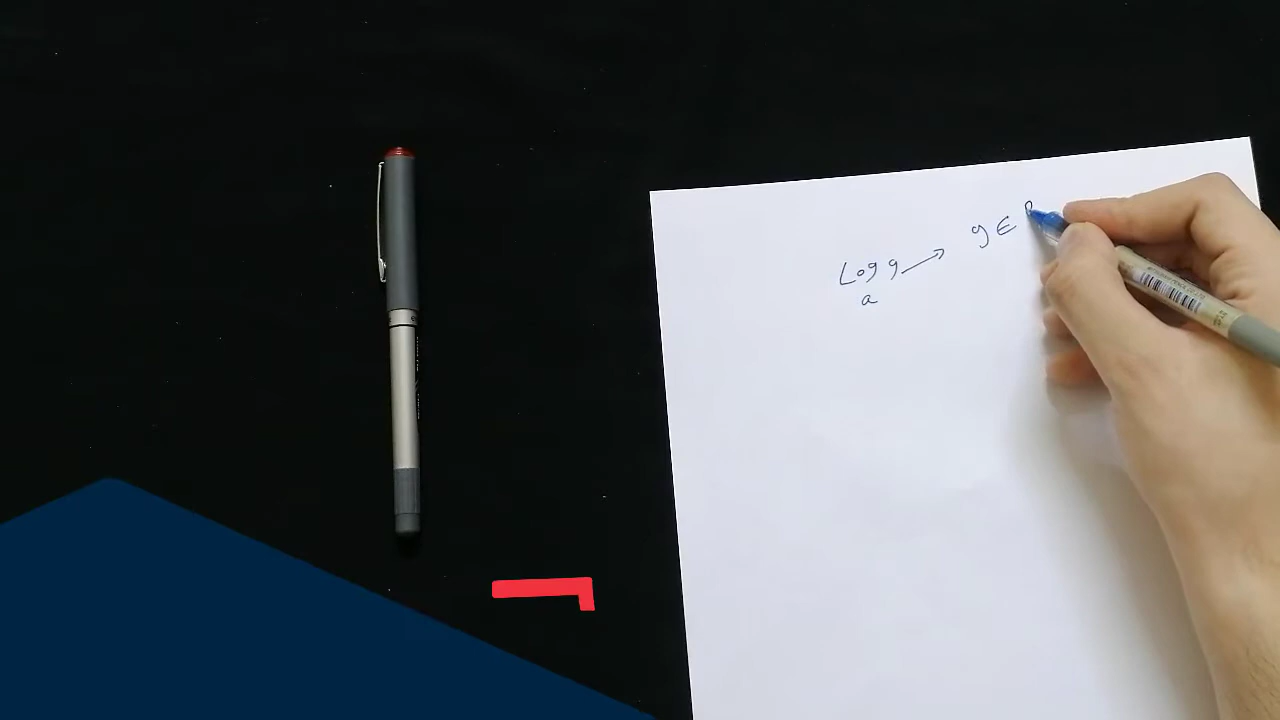 Log g → g ∈ R
a